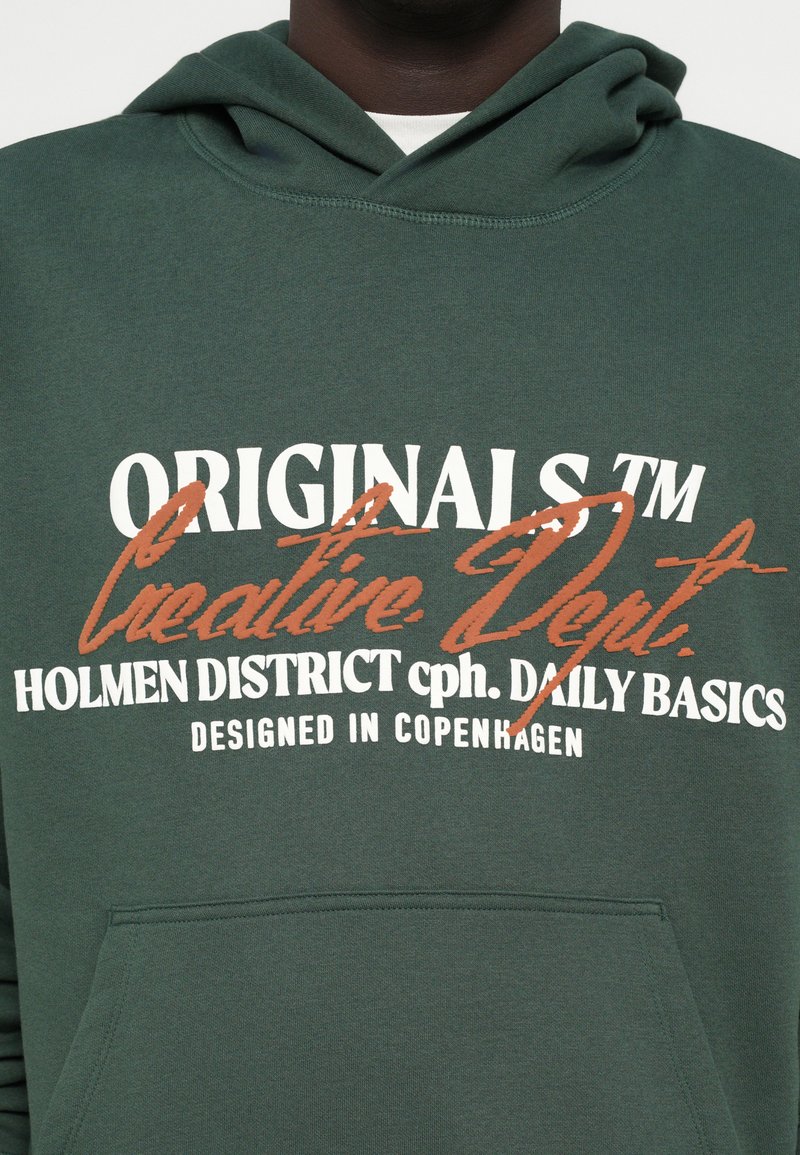 ORIGINALS™
Creative Dept.
HOLMEN DISTRICT cph. DAILY BASICS
DESIGNED IN COPENHAGEN